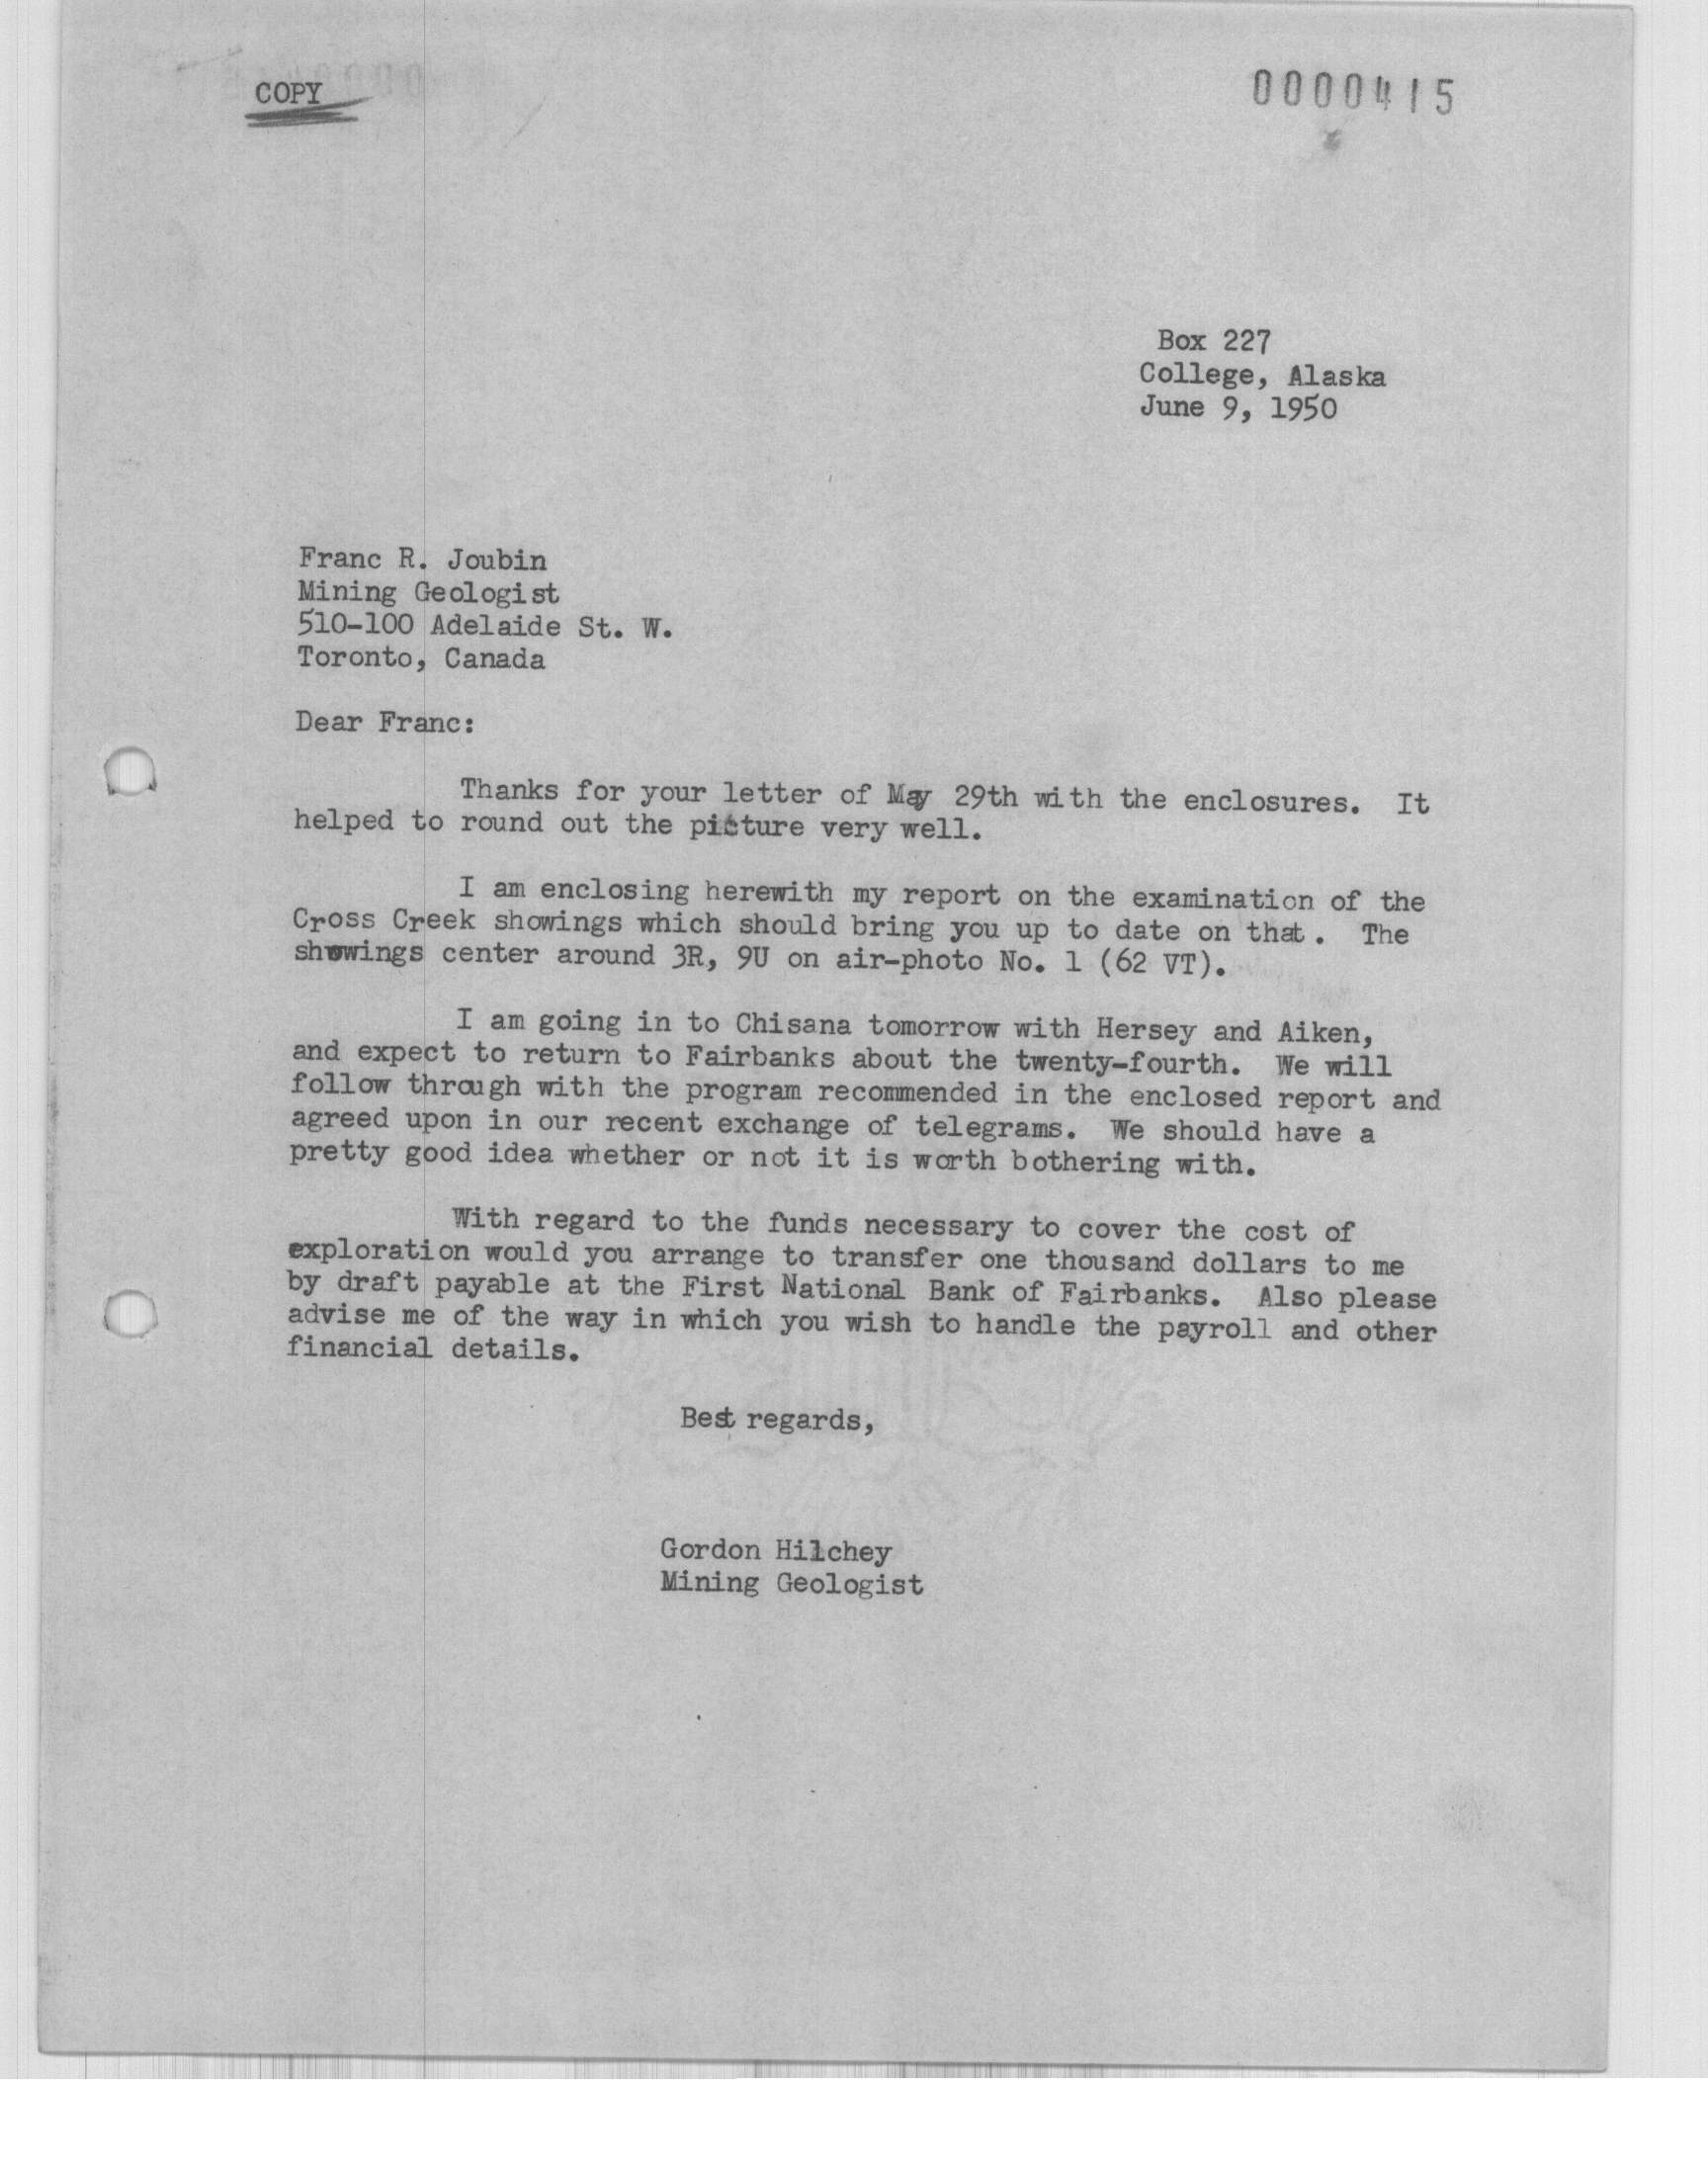 COPY
0000415
Box 227
College, Alaska
June 9, 1950
Franc R. Joubin
Mining Geologist
510-100 Adelaide St. W.
Toronto, Canada
Dear Franc:
Thanks for your letter of May 29th with the enclosures. It
helped to round out the picture very well.
I am enclosing herewith my report on the examination of the
Cross Creek showings which should bring you up to date on that. The
showings center around 3R, 9U on air-photo No. 1 (62 VT).
I am going in to Chisana tomorrow with Hersey and Aiken,
and expect to return to Fairbanks about the twenty-fourth. We will
follow through with the program recommended in the enclosed report and
agreed upon in our recent exchange of telegrams. We should have a
pretty good idea whether or not it is worth bothering with.
With regard to the funds necessary to cover the cost of
exploration would you arrange to transfer one thousand dollars to me
by draft payable at the First National Bank of Fairbanks. Also please
advise me of the way in which you wish to handle the payroll and other
financial details.
Best regards,
Gordon Hilchey
Mining Geologist